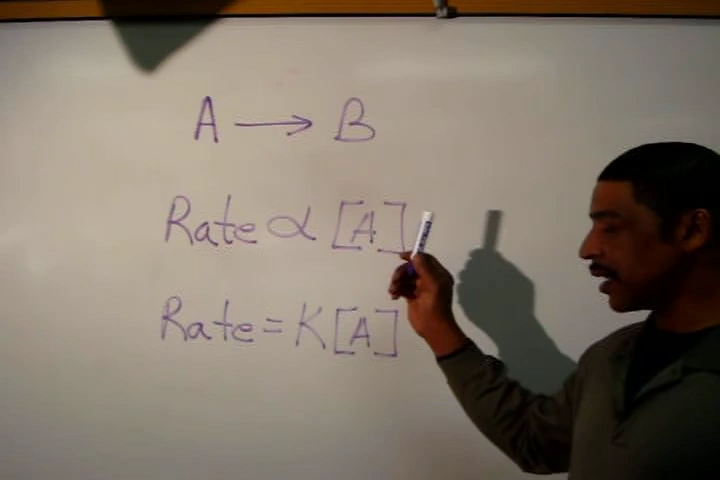 A → B
Rate ∝ [A]
Rate = K[A]